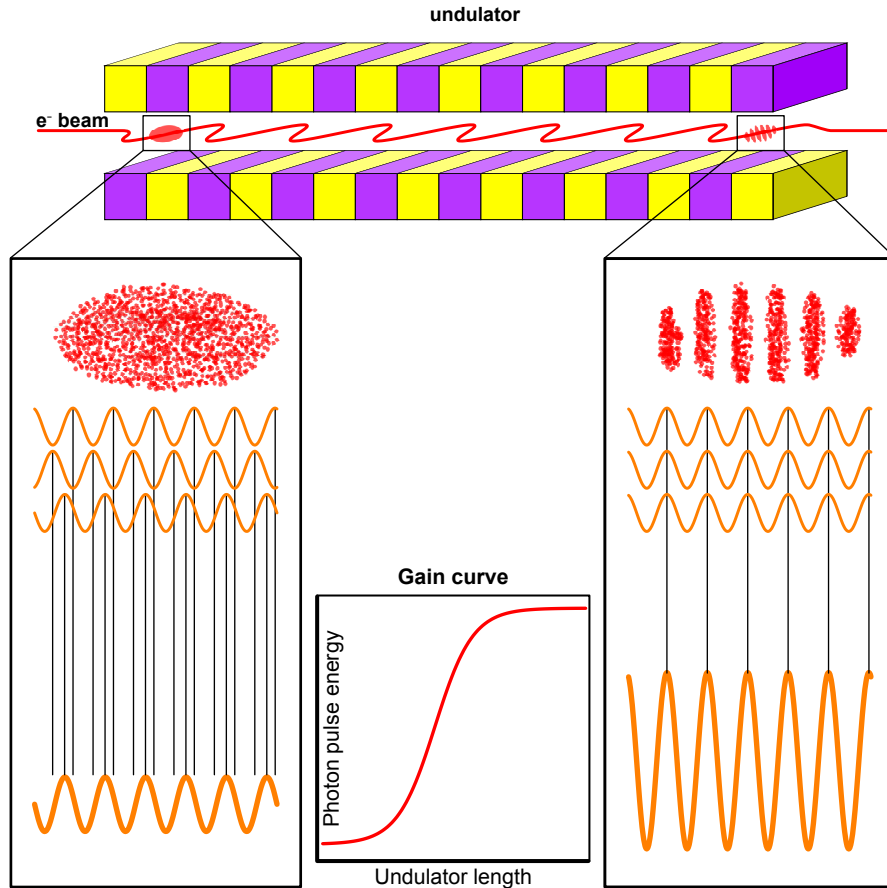 undulator
e⁻ beam
Gain curve
Photon pulse energy
Undulator length